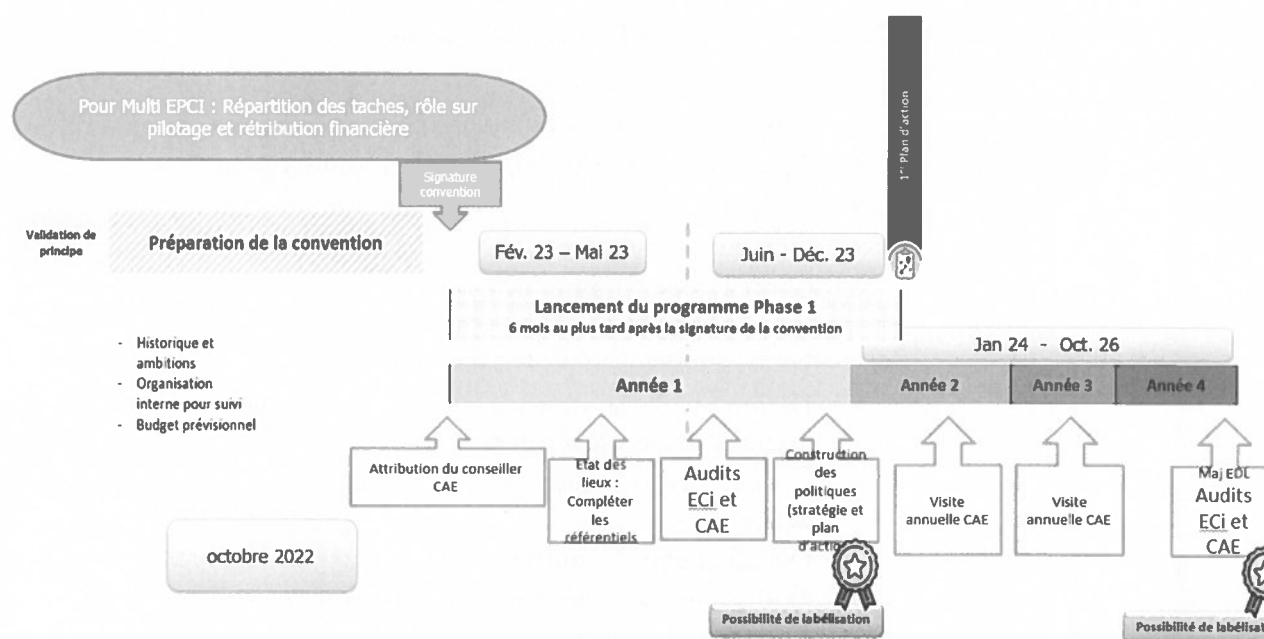 Pour Multi EPCI : Répartition des taches, rôle sur
pilotage et rétribution financière
Signature
convention
1er Plan d'action
Validation de
principe
Préparation de la convention
Fév. 23 – Mai 23
Juin - Déc. 23
Lancement du programme Phase 1
6 mois au plus tard après la signature de la convention
Jan 24 - Oct. 26
- Historique et
ambitions
- Organisation
interne pour suivi
- Budget prévisionnel
Année 1
Année 2
Année 3
Année 4
Attribution du conseiller
CAE
Etat des
lieux :
Compléter
les
référentiels
Audits
ECi et
CAE
Construction
des
politiques
(stratégie et
plan
d'action
Visite
annuelle CAE
Visite
annuelle CAE
Maj EDL
Audits
ECi et
CAE
octobre 2022
Possibilité de labélisation
Possibilité de labélisat